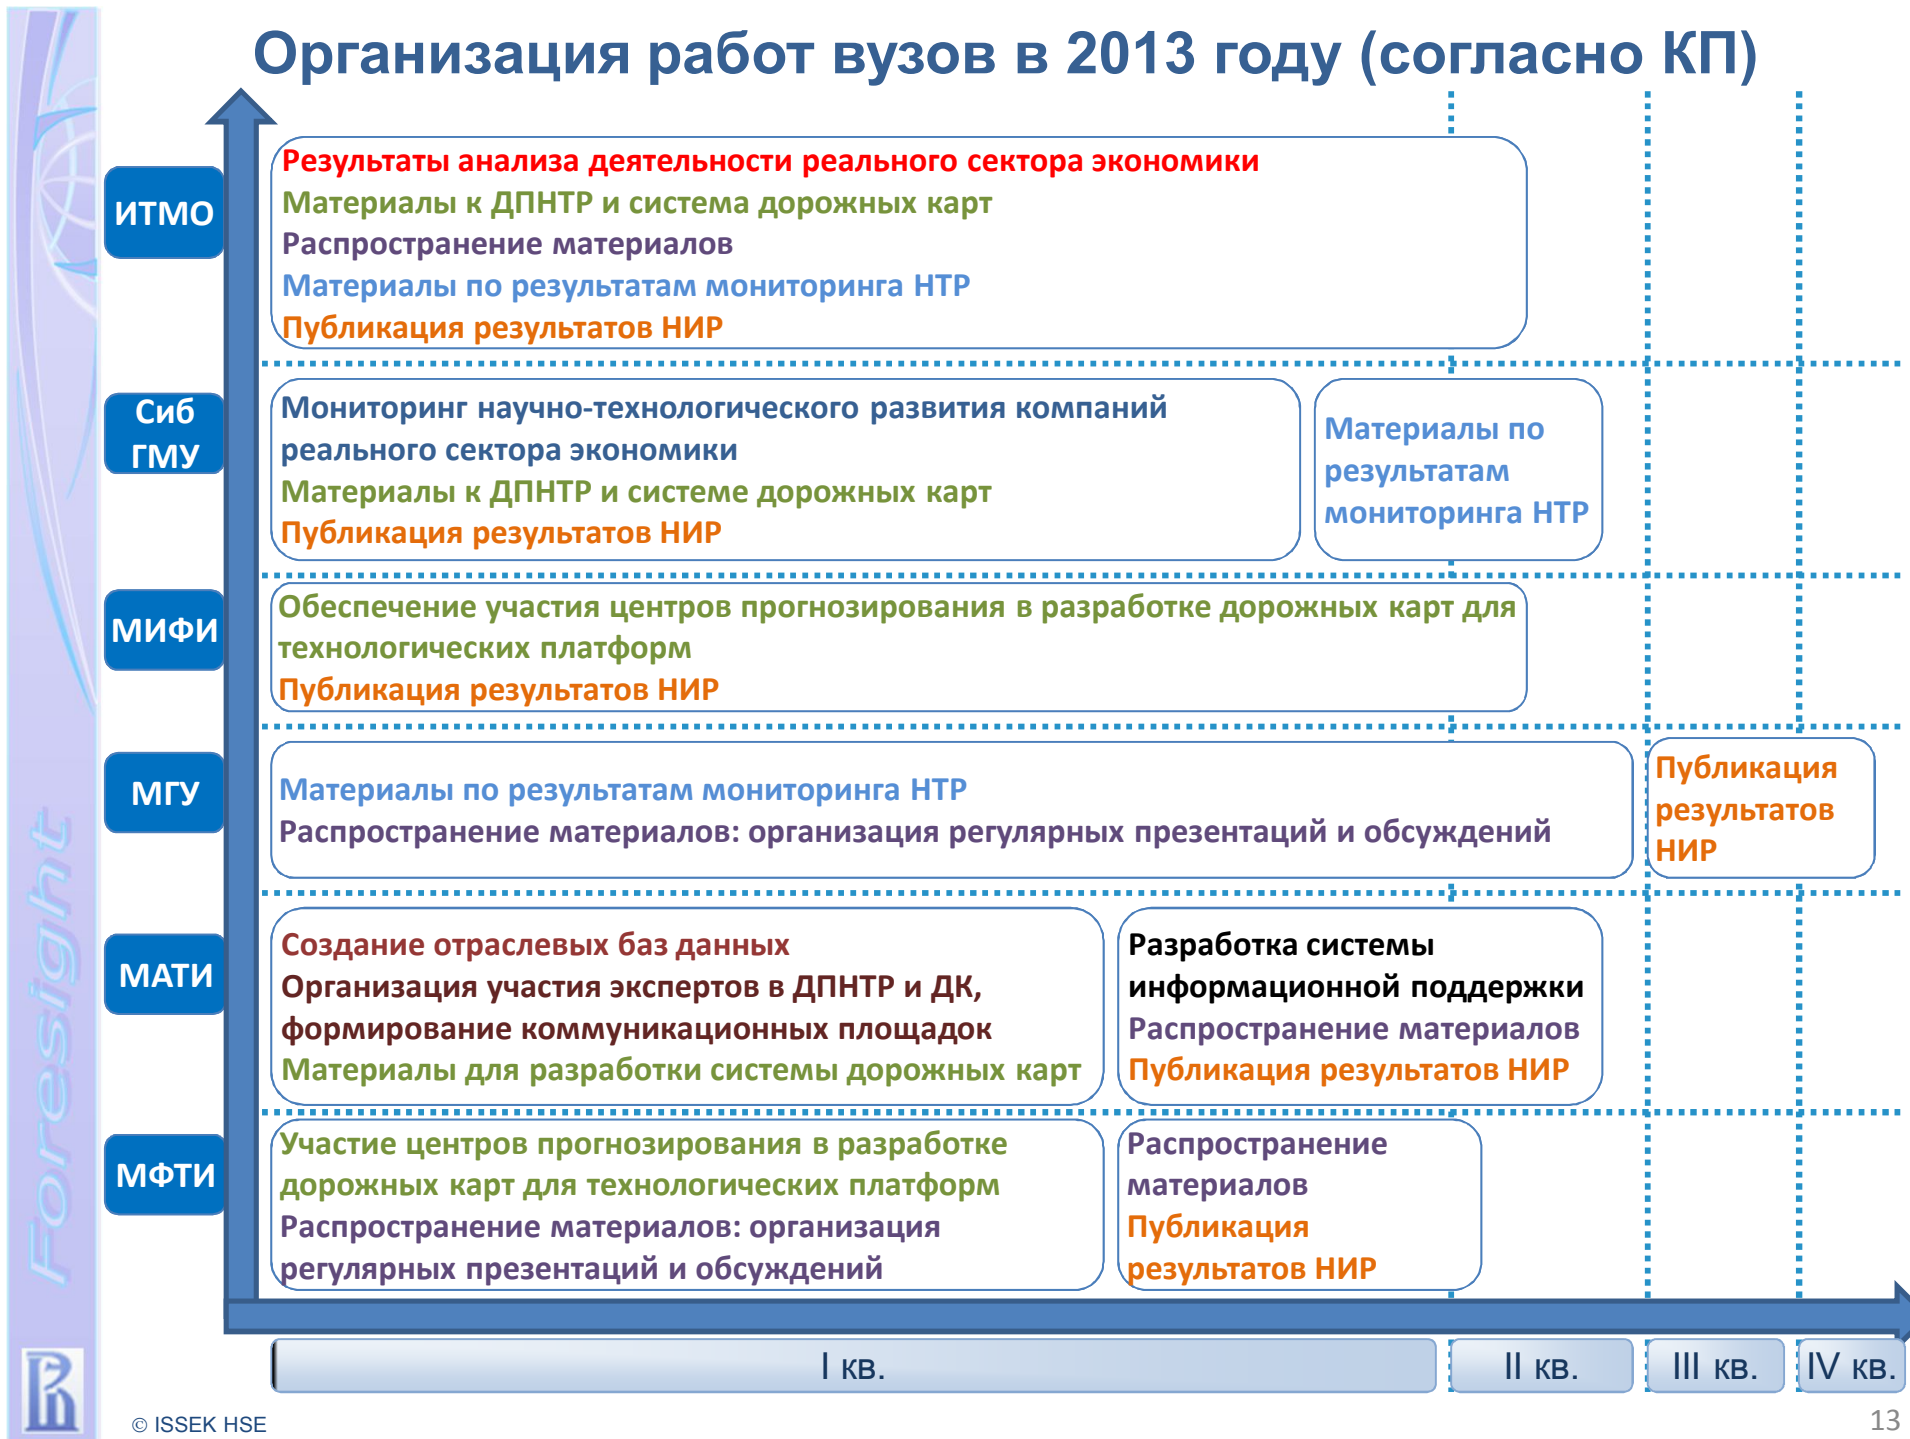 Организация работ вузов в 2013 году (согласно КП)
ИТМО
Результаты анализа деятельности реального сектора экономики
Материалы к ДПНТР и система дорожных карт
Распространение материалов
Материалы по результатам мониторинга НТР
Публикация результатов НИР
Сиб
ГМУ
Мониторинг научно-технологического развития компаний
реального сектора экономики
Материалы к ДПНТР и системе дорожных карт
Публикация результатов НИР
Материалы по
результатам
мониторинга НТР
МИФИ
Обеспечение участия центров прогнозирования в разработке дорожных карт для
технологических платформ
Публикация результатов НИР
МГУ
Материалы по результатам мониторинга НТР
Распространение материалов: организация регулярных презентаций и обсуждений
Публикация
результатов
НИР
МАТИ
Создание отраслевых баз данных
Организация участия экспертов в ДПНТР и ДК,
формирование коммуникационных площадок
Материалы для разработки системы дорожных карт
Разработка системы
информационной поддержки
Распространение материалов
Публикация результатов НИР
МФТИ
Участие центров прогнозирования в разработке
дорожных карт для технологических платформ
Распространение материалов: организация
регулярных презентаций и обсуждений
Распространение
материалов
Публикация
результатов НИР
I кв.
II кв.
III кв.
IV кв.
Foresight
© ISSEK HSE
13